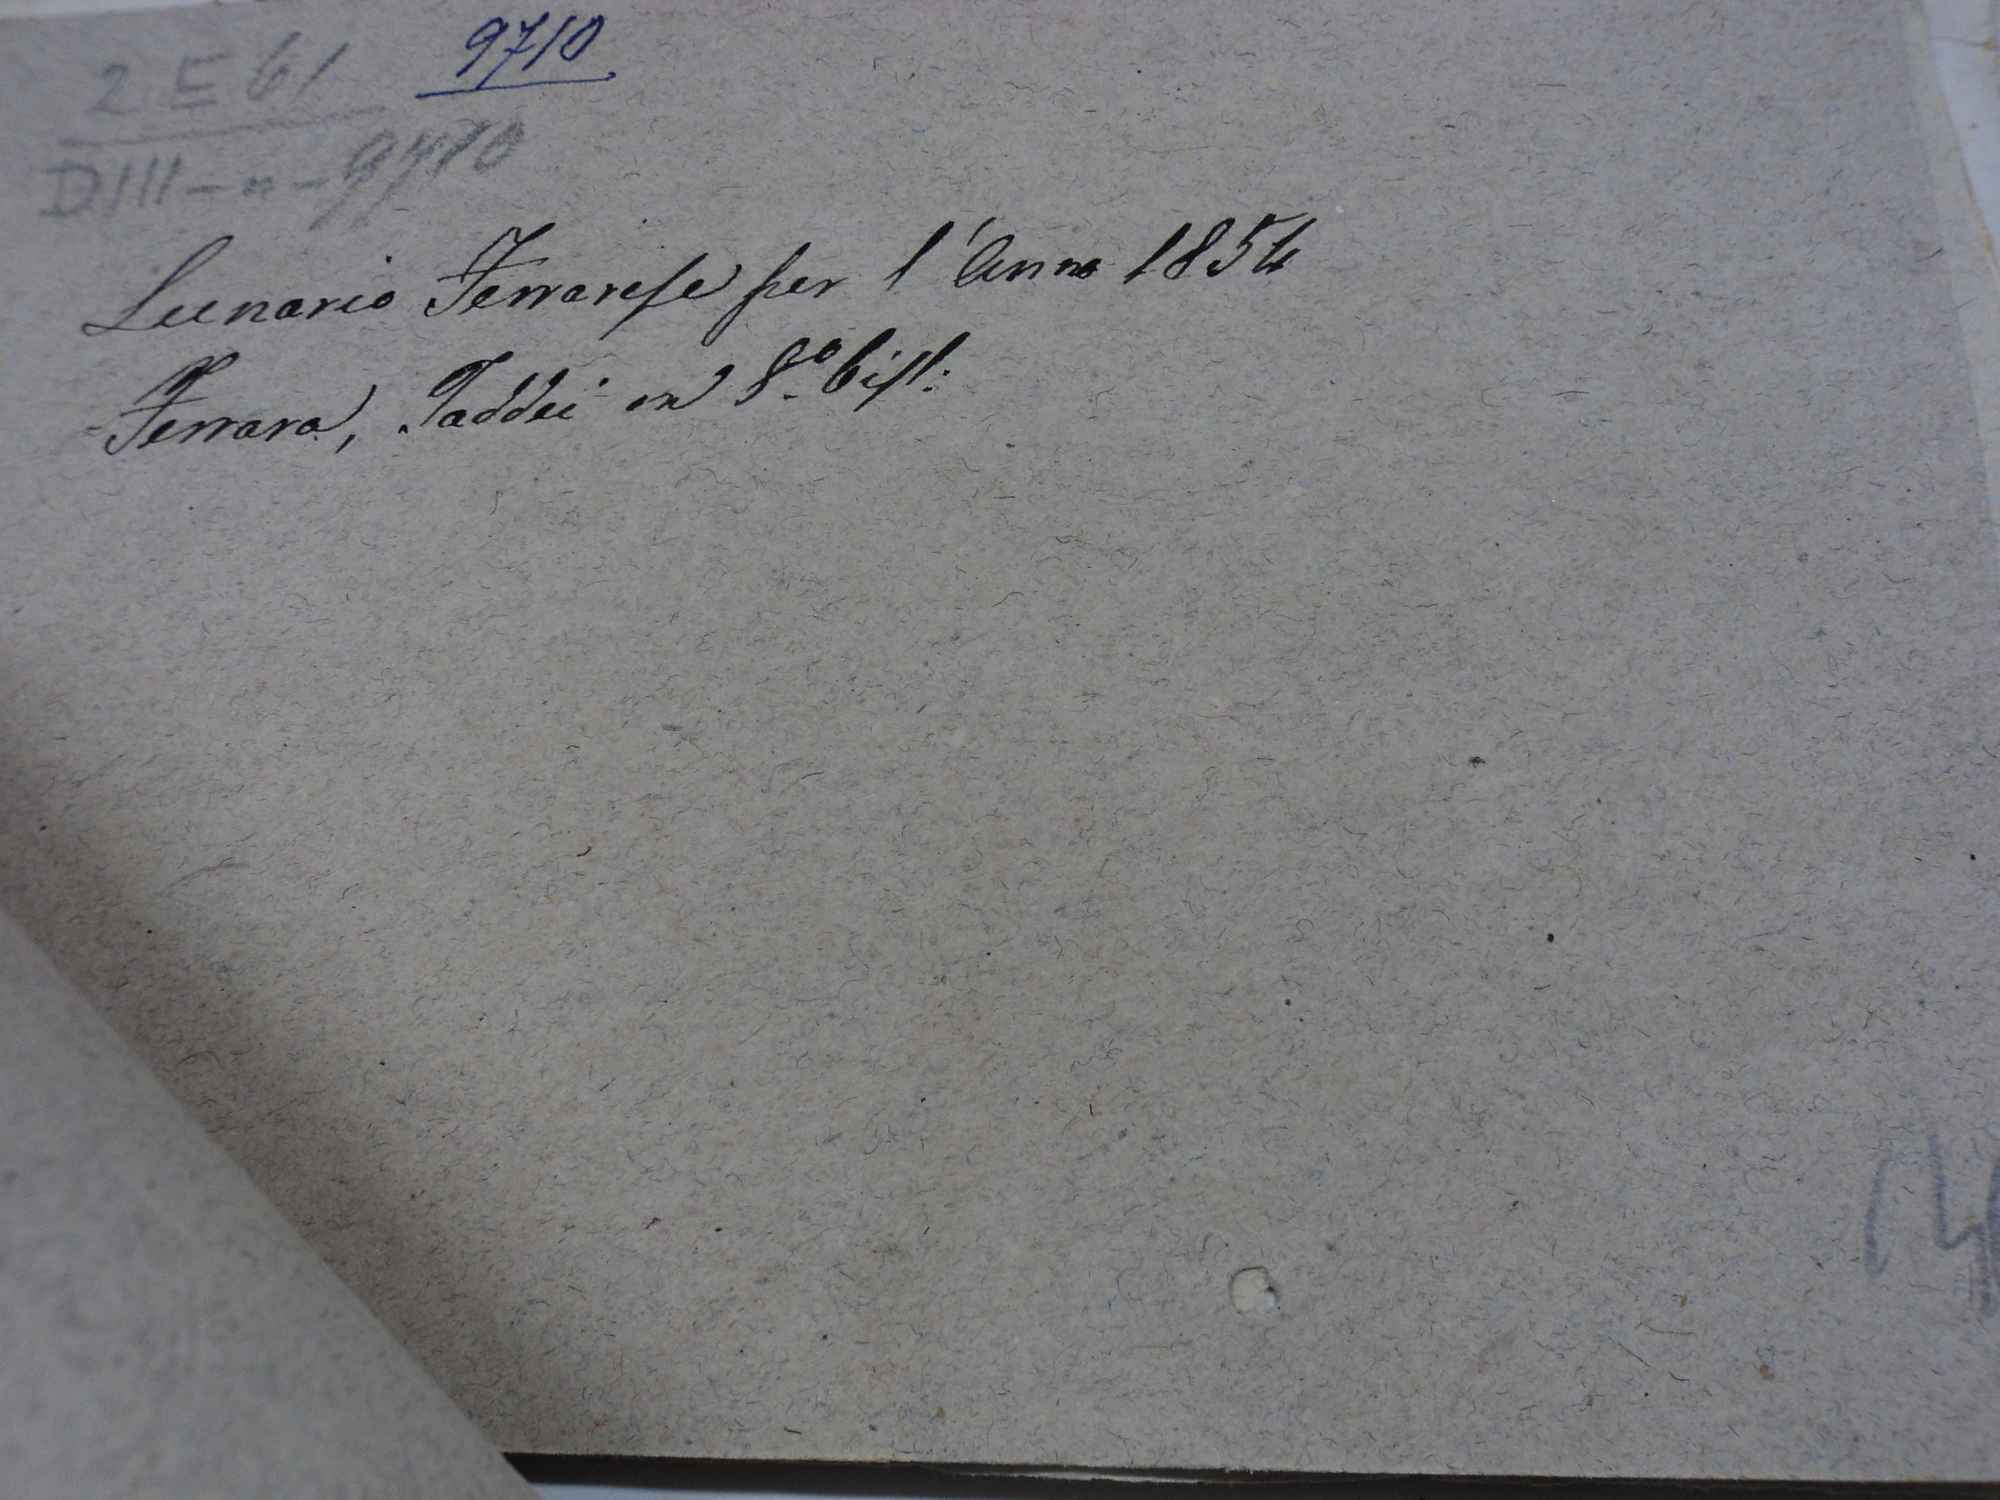 2 E 61
9710
DIII-n-9710
Lunario Ferrarese per l'Anno 1854
Ferrara, Taddei in 8.º bisl: